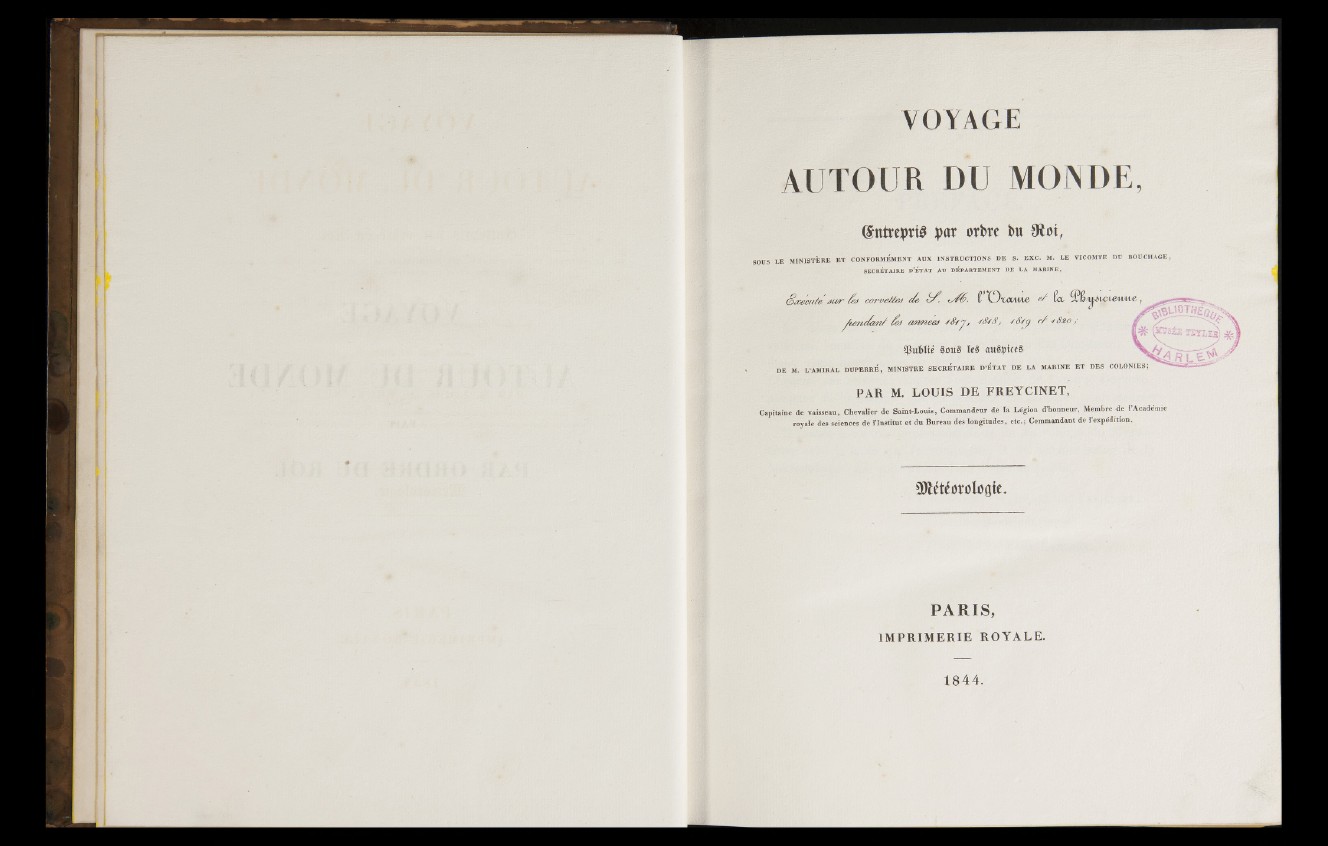 VOYAGE
AUTOUR DU MONDE,
Entrepris par ordre du Roi,
SOUS LE MINISTÈRE ET CONFORMÉMENT AUX INSTRUCTIONS DE S. EXC. M. LE VICOMTE DU BOUCHAGE,
SECRÉTAIRE D'ÉTAT AU DÉPARTEMENT DE LA MARINE,
Exécuté sur les corvettes de S. M. l'Uranie et la Physicienne,
pendant les années 1817, 1818, 1819 et 1820;
Publié sous les auspices
DE M. L'AMIRAL DUPERRÉ, MINISTRE SECRÉTAIRE D'ÉTAT DE LA MARINE ET DES COLONIES;
PAR M. LOUIS DE FREYCINET,
Capitaine de vaisseau, Chevalier de Saint-Louis, Commandeur de la Légion d'honneur, Membre de l'Académie
royale des sciences de l'Institut et du Bureau des longitudes, etc.; Commandant de l'expédition.
BIBLIOTHÈQUE
MUSÉE TEYLER
HARLEM
Météorologie.
PARIS,
IMPRIMERIE ROYALE.
1844.